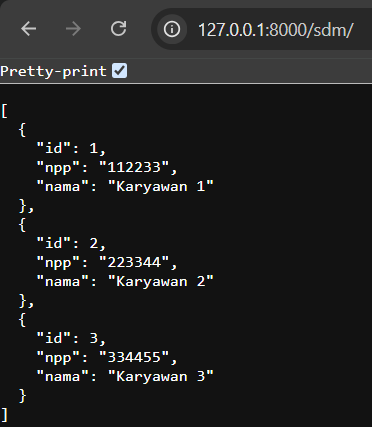 127.0.0.1:8000/sdm/
Pretty-print
[
  {
    "id": 1,
    "npp": "112233",
    "nama": "Karyawan 1"
  },
  {
    "id": 2,
    "npp": "223344",
    "nama": "Karyawan 2"
  },
  {
    "id": 3,
    "npp": "334455",
    "nama": "Karyawan 3"
  }
]